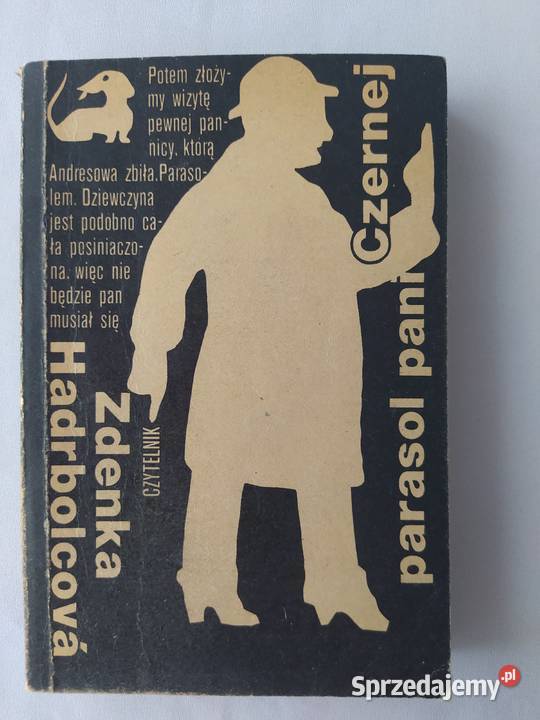 Potem złoży-
my wizytę
pewnej pan-
nicy, którą
Andresowa zbiła. Paraso-
lem. Dziewczyna
jest podobno ca-
ła posiniaczo-
na, więc nie
będzie pan
musiał się
Zdenka
Hadrbolcová
CZYTELNIK
parasol pani Czernej
Sprzedajemy.pl